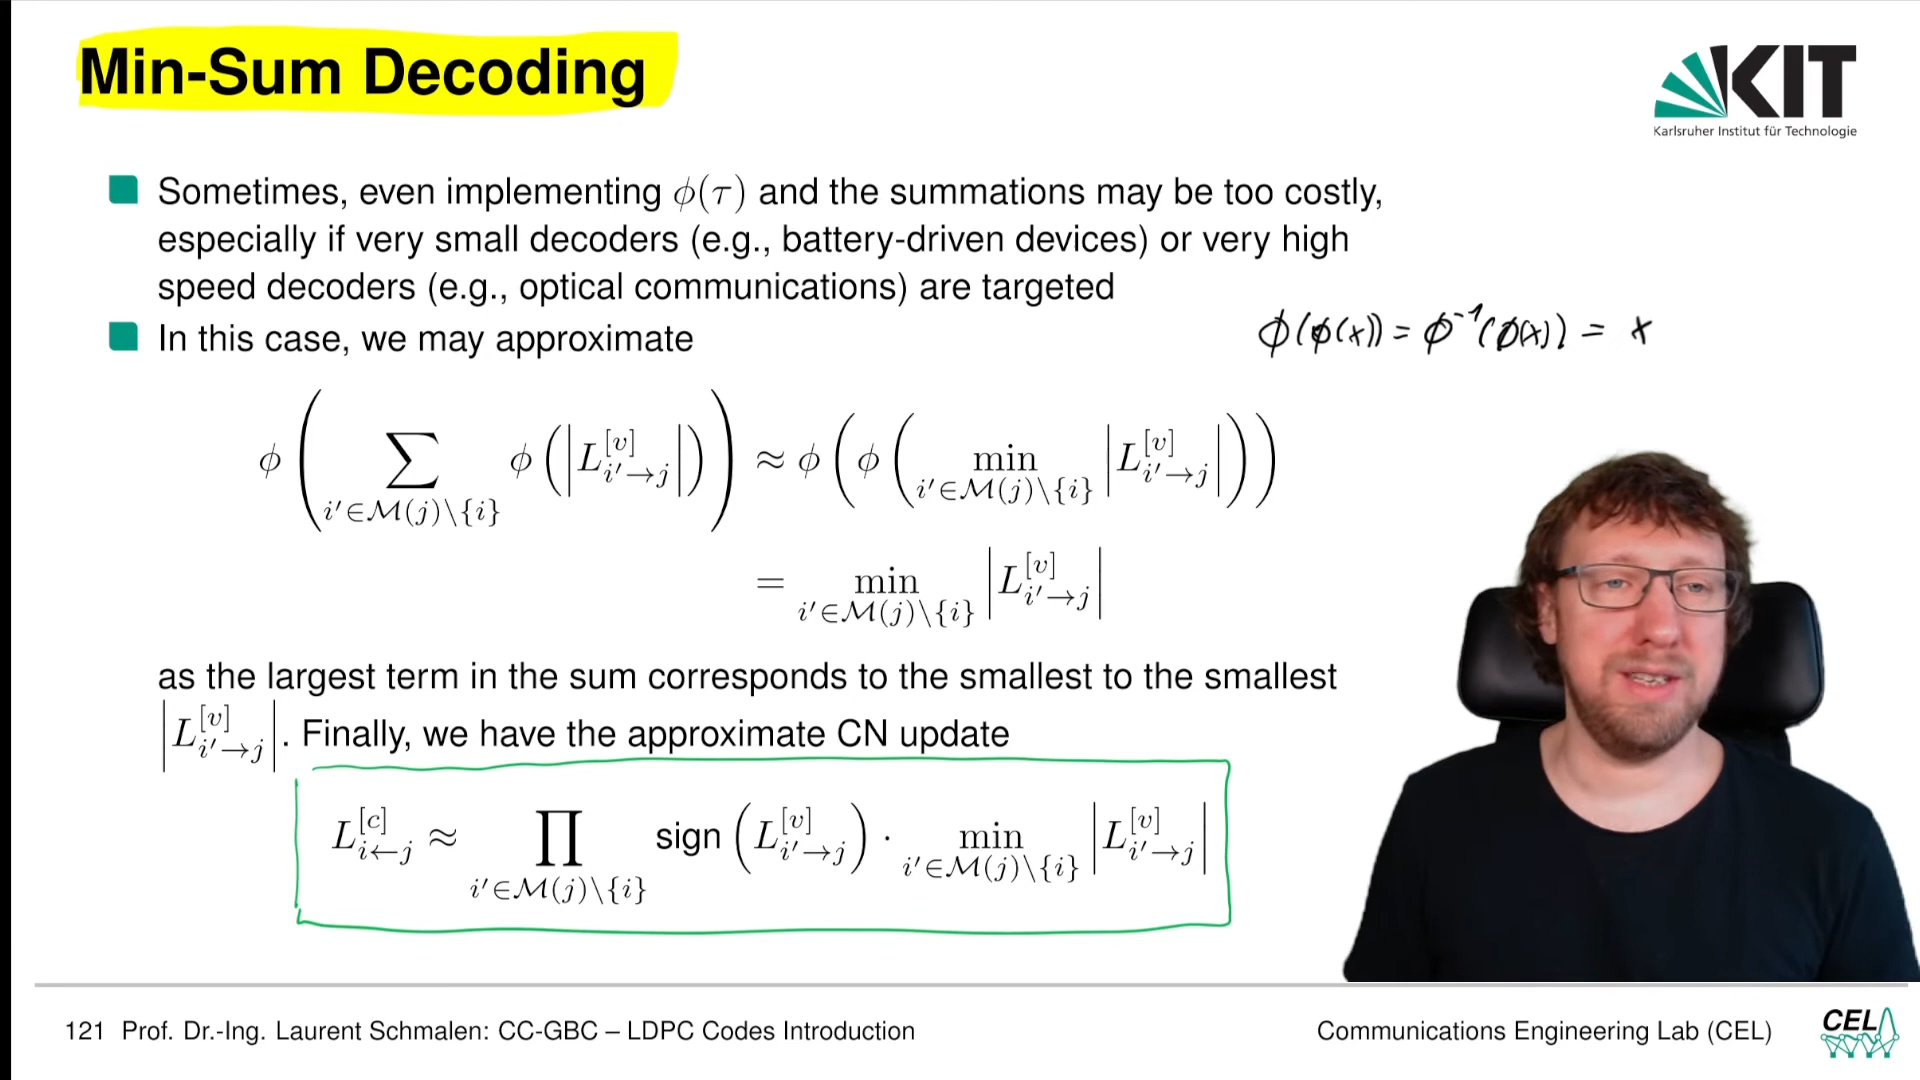 Min-Sum Decoding
KIT
Karlsruher Institut für Technologie
Sometimes, even implementing ϕ(τ) and the summations may be too costly,
especially if very small decoders (e.g., battery-driven devices) or very high
speed decoders (e.g., optical communications) are targeted
In this case, we may approximate
ϕ(ϕ(x)) = ϕ⁻¹(ϕ(x)) = x
ϕ( ∑_{i′∈M(j)\{i}} ϕ(|L^{[v]}_{i′→j}|) ) ≈ ϕ( ϕ( min_{i′∈M(j)\{i}} |L^{[v]}_{i′→j}| ) )
= min_{i′∈M(j)\{i}} |L^{[v]}_{i′→j}|
as the largest term in the sum corresponds to the smallest to the smallest
|L^{[v]}_{i′→j}|. Finally, we have the approximate CN update
L^{[c]}_{i←j} ≈ ∏_{i′∈M(j)\{i}} sign(L^{[v]}_{i′→j}) · min_{i′∈M(j)\{i}} |L^{[v]}_{i′→j}|
121 Prof. Dr.-Ing. Laurent Schmalen: CC-GBC – LDPC Codes Introduction
Communications Engineering Lab (CEL)
CEL